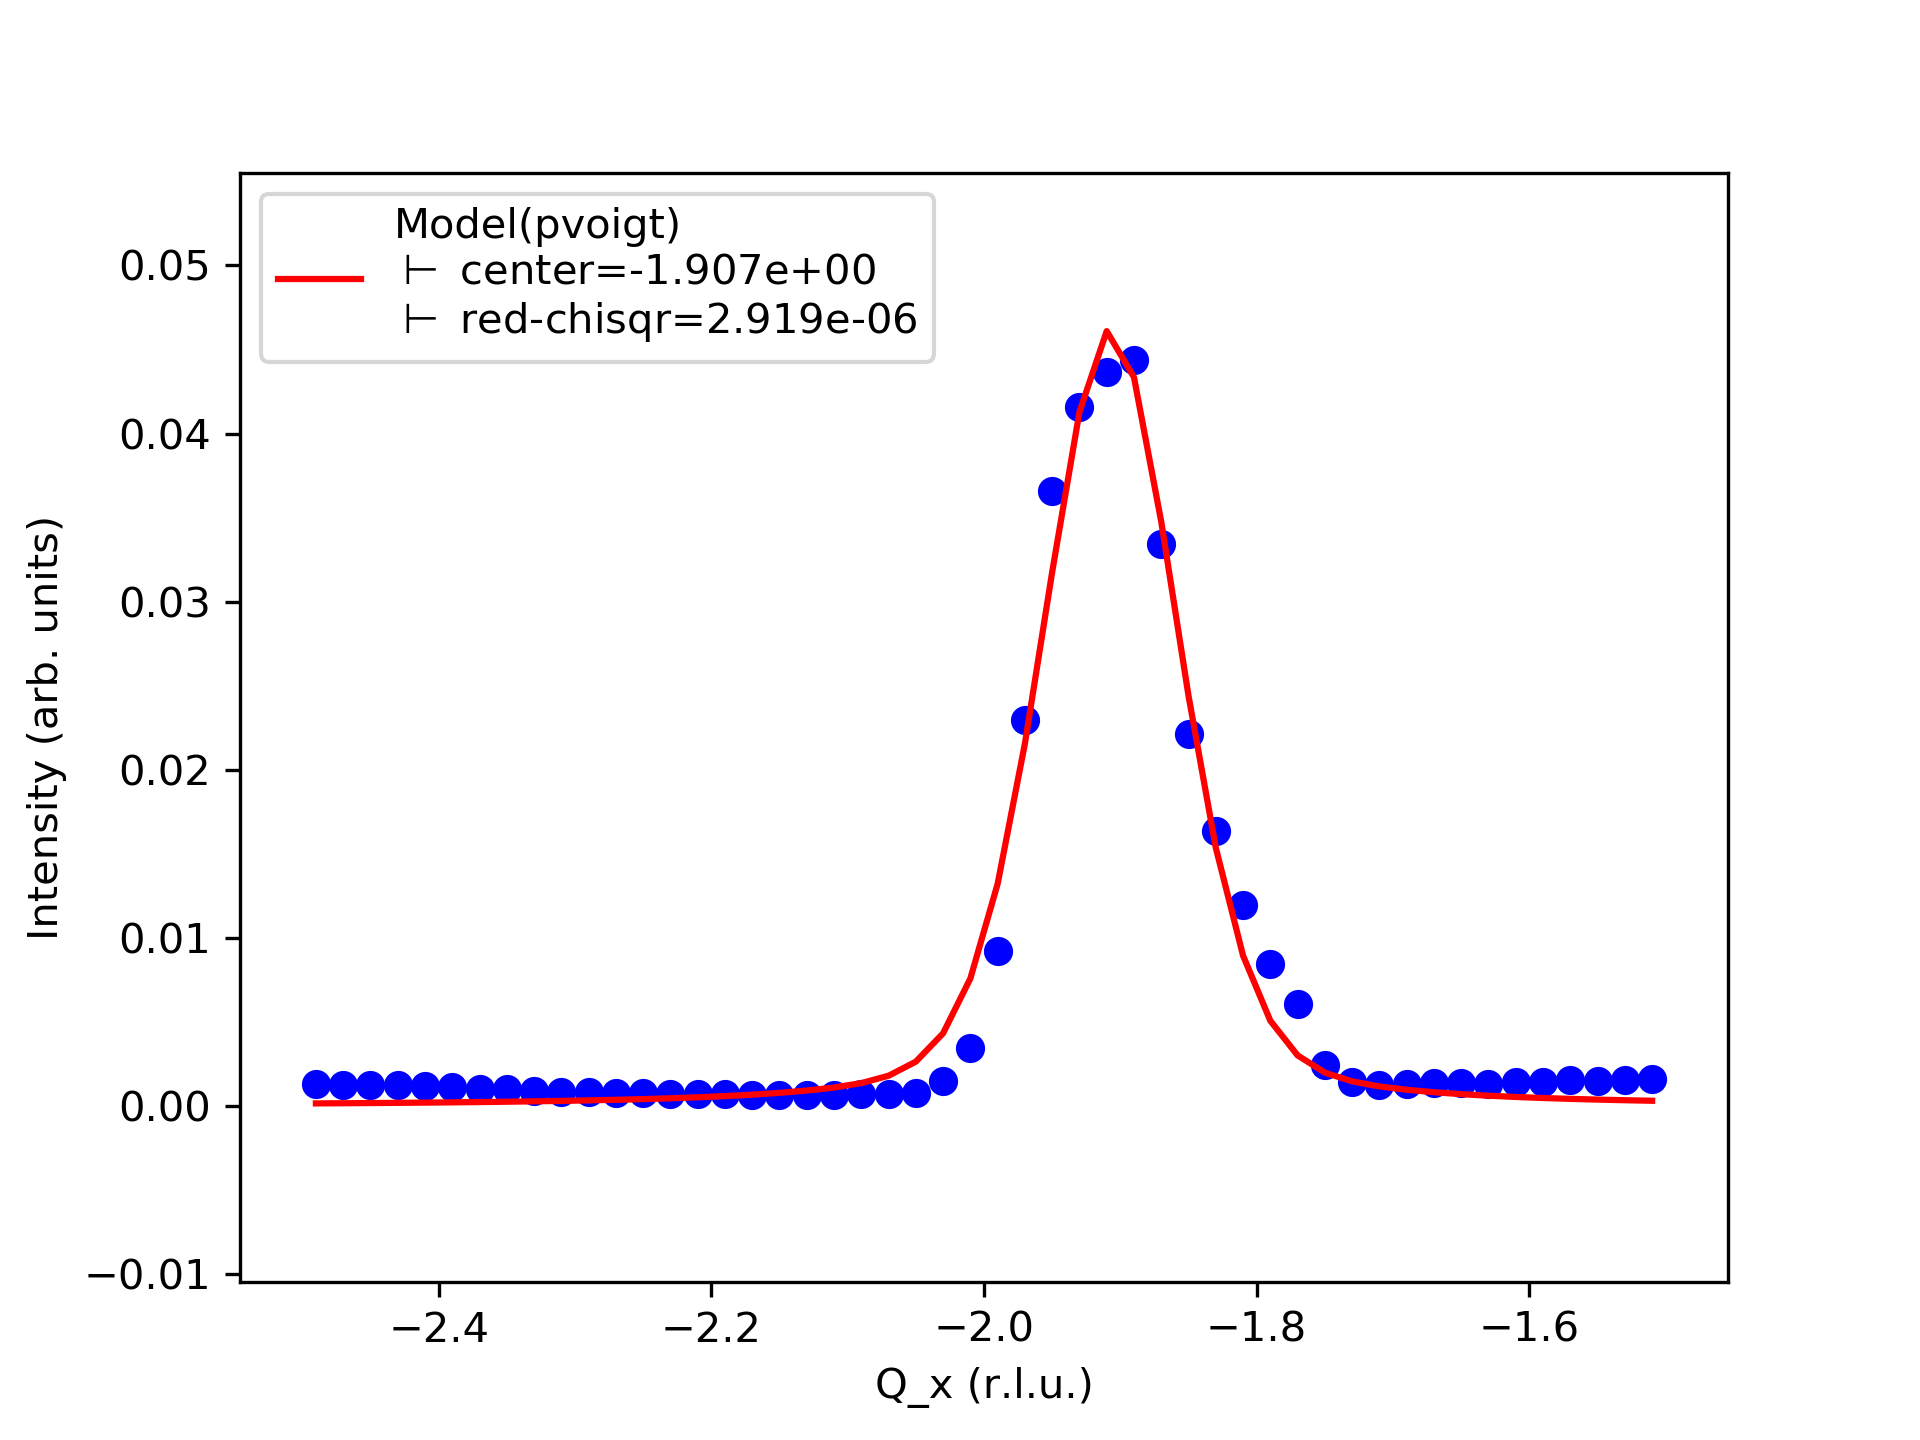 Model(pvoigt)
⊢ center=-1.907e+00
⊢ red-chisqr=2.919e-06
0.05
0.04
0.03
0.02
0.01
0.00
−0.01
Intensity (arb. units)
−2.4 −2.2 −2.0 −1.8 −1.6
Q_x (r.l.u.)